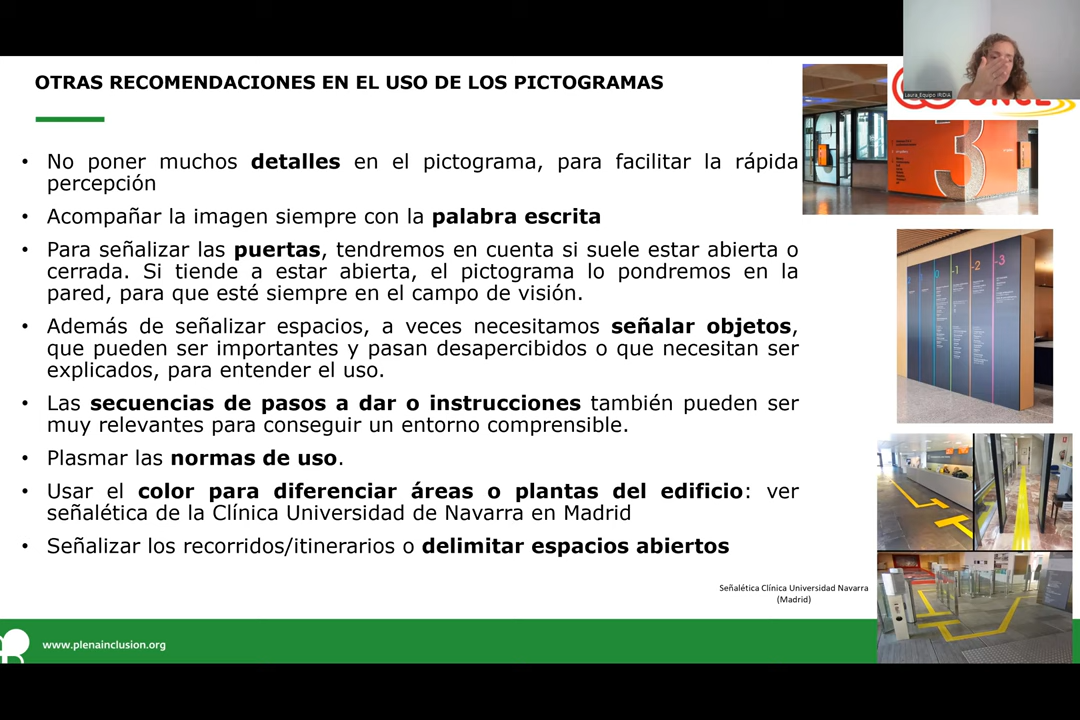 OTRAS RECOMENDACIONES EN EL USO DE LOS PICTOGRAMAS
• No poner muchos detalles en el pictograma, para facilitar la rápida
percepción
• Acompañar la imagen siempre con la palabra escrita
• Para señalizar las puertas, tendremos en cuenta si suele estar abierta o
cerrada. Si tiende a estar abierta, el pictograma lo pondremos en la
pared, para que esté siempre en el campo de visión.
• Además de señalizar espacios, a veces necesitamos señalar objetos,
que pueden ser importantes y pasan desapercibidos o que necesitan ser
explicados, para entender el uso.
• Las secuencias de pasos a dar o instrucciones también pueden ser
muy relevantes para conseguir un entorno comprensible.
• Plasmar las normas de uso.
• Usar el color para diferenciar áreas o plantas del edificio: ver
señalética de la Clínica Universidad de Navarra en Madrid
• Señalizar los recorridos/itinerarios o delimitar espacios abiertos
Señalética Clínica Universidad Navarra
(Madrid)
www.plenainclusion.org
Laura_Equipo IRIDIA
3
0
-1
-2
-3